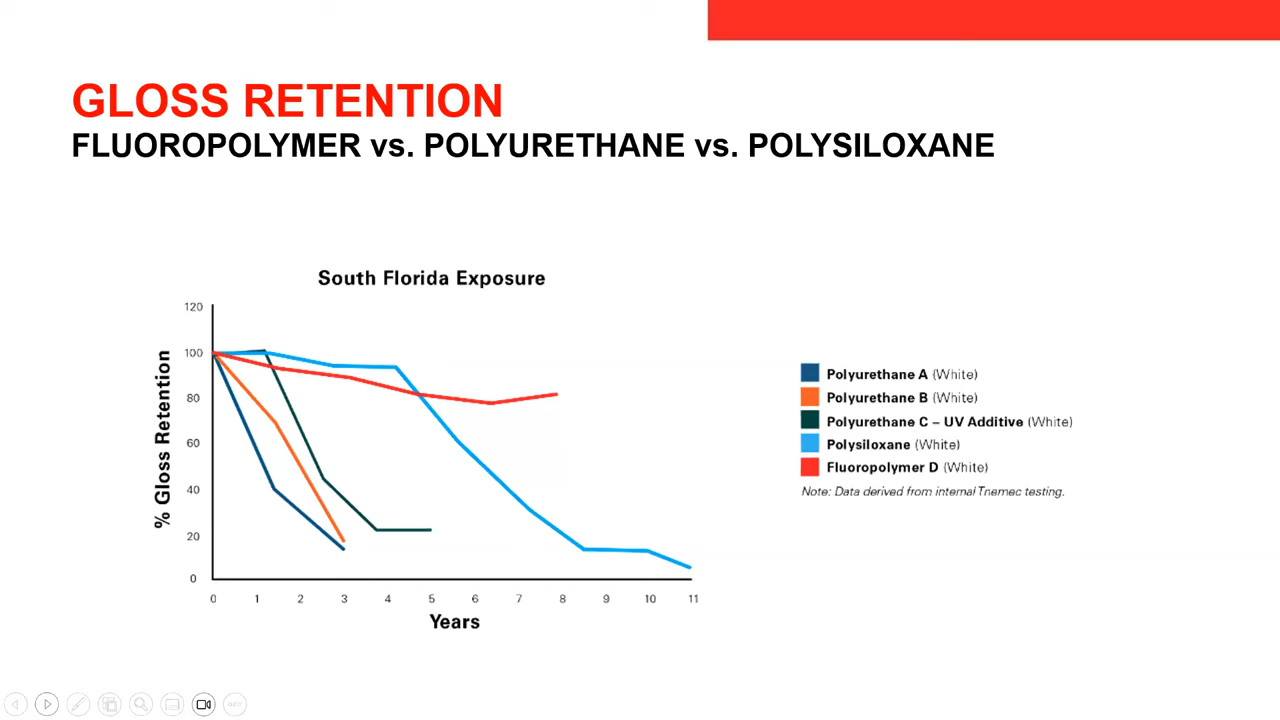 GLOSS RETENTION
FLUOROPOLYMER vs. POLYURETHANE vs. POLYSILOXANE
South Florida Exposure
% Gloss Retention
120
100
80
60
40
20
0
0 1 2 3 4 5 6 7 8 9 10 11
Years
Polyurethane A (White)
Polyurethane B (White)
Polyurethane C – UV Additive (White)
Polysiloxane (White)
Fluoropolymer D (White)
Note: Data derived from internal Tnemec testing.